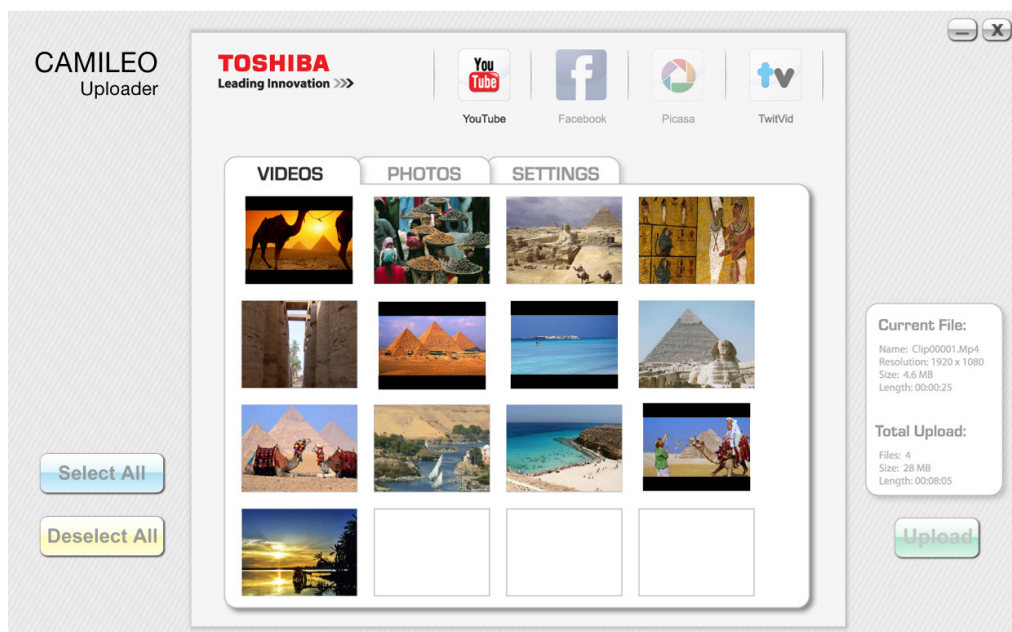 X
CAMILEO
Uploader
TOSHIBA
Leading Innovation >>>
You
Tube
f
tv
YouTube
Facebook
Picasa
TwitVid
VIDEOS
PHOTOS
SETTINGS
Current File:
Name: Clip00001.Mp4
Resolution: 1920 x 1080
Size: 4.6 MB
Length: 00:00:25
Total Upload:
Files: 4
Size: 28 MB
Length: 00:08:05
Select All
Deselect All
Upload